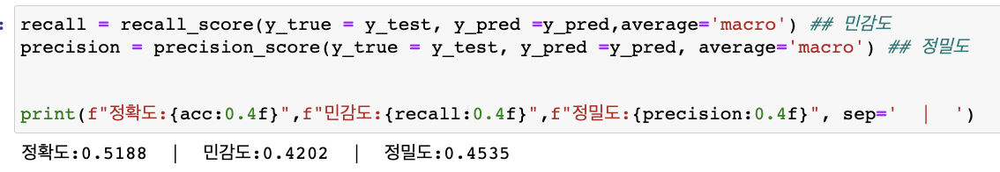 : recall = recall_score(y_true = y_test, y_pred =y_pred,average='macro') ## 민감도
precision = precision_score(y_true = y_test, y_pred =y_pred, average='macro') ## 정밀도
print(f"정확도:{acc:0.4f}",f"민감도:{recall:0.4f}",f"정밀도:{precision:0.4f}", sep='  |  ')
정확도:0.5188  |  민감도:0.4202  |  정밀도:0.4535